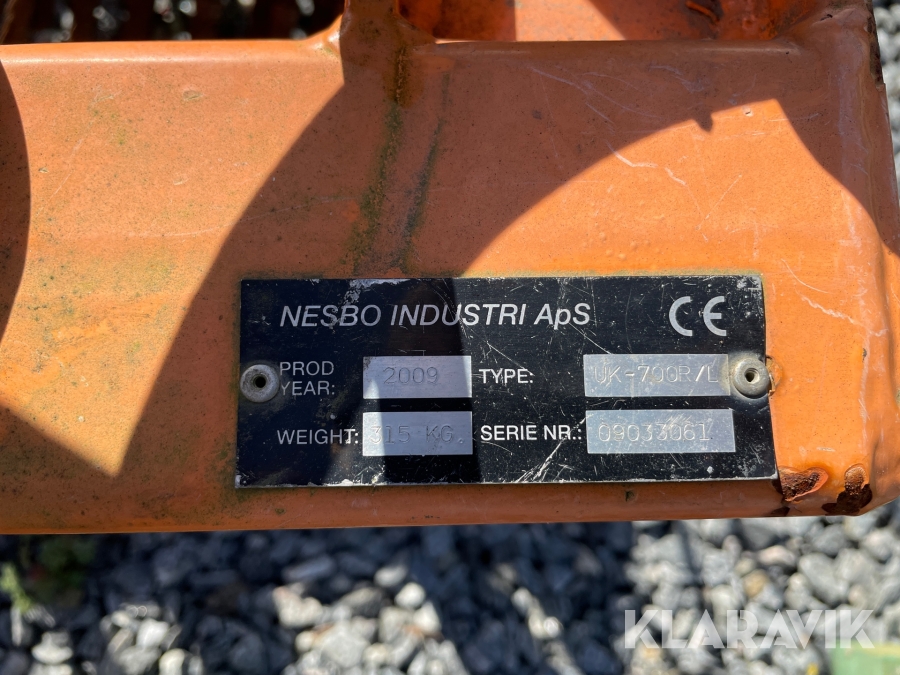 NESBO INDUSTRI ApS CE
PROD YEAR: 2009 TYPE: UK-700R/L
WEIGHT: 315 KG. SERIE NR.: 09033061
KLARAVIK